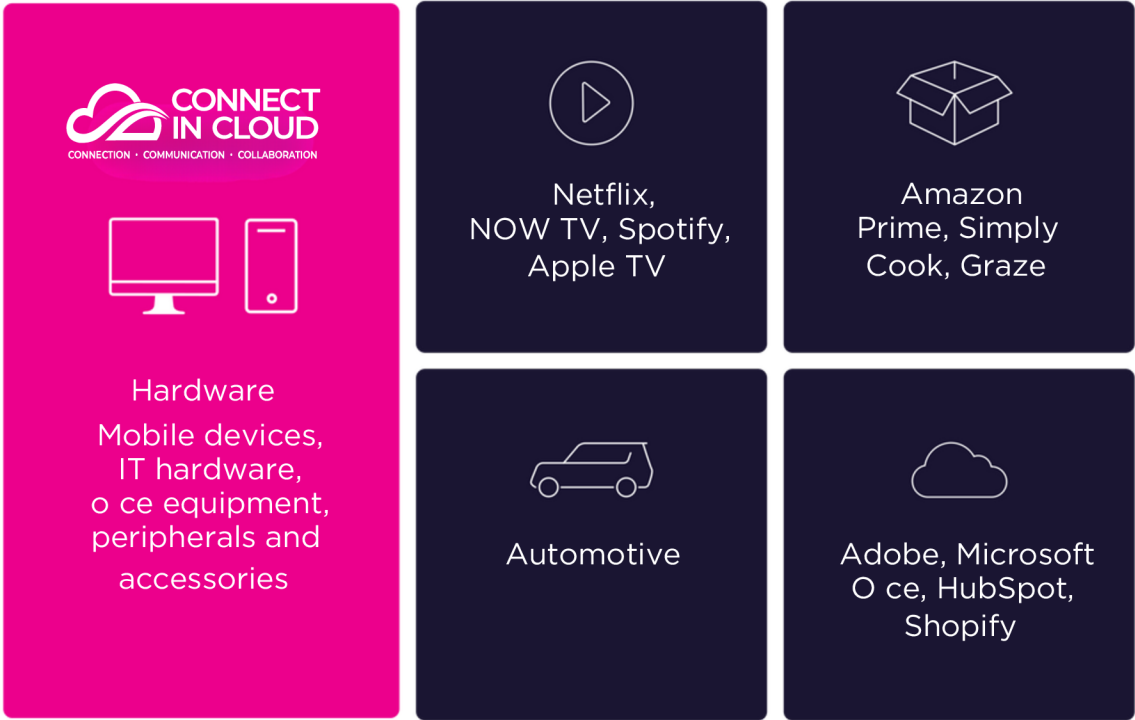 CONNECT
IN CLOUD
CONNECTION • COMMUNICATION • COLLABORATION
Hardware
Mobile devices,
IT hardware,
o ce equipment,
peripherals and
accessories
Netflix,
NOW TV, Spotify,
Apple TV
Amazon
Prime, Simply
Cook, Graze
Automotive
Adobe, Microsoft
O ce, HubSpot,
Shopify